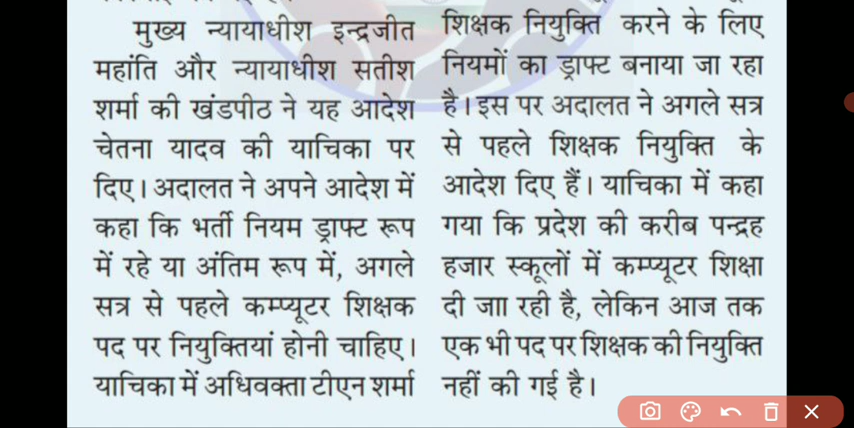 मुख्य न्यायाधीश इन्द्रजीत
महांति और न्यायाधीश सतीश
शर्मा की खंडपीठ ने यह आदेश
चेतना यादव की याचिका पर
दिए। अदालत ने अपने आदेश में
कहा कि भर्ती नियम ड्राफ्ट रूप
में रहे या अंतिम रूप में, अगले
सत्र से पहले कम्प्यूटर शिक्षक
पद पर नियुक्तियां होनी चाहिए।
याचिका में अधिवक्ता टीएन शर्मा
शिक्षक नियुक्ति करने के लिए
नियमों का ड्राफ्ट बनाया जा रहा
है। इस पर अदालत ने अगले सत्र
से पहले शिक्षक नियुक्ति के
आदेश दिए हैं। याचिका में कहा
गया कि प्रदेश की करीब पन्द्रह
हजार स्कूलों में कम्प्यूटर शिक्षा
दी जाा रही है, लेकिन आज तक
एक भी पद पर शिक्षक की नियुक्ति
नहीं की गई है।